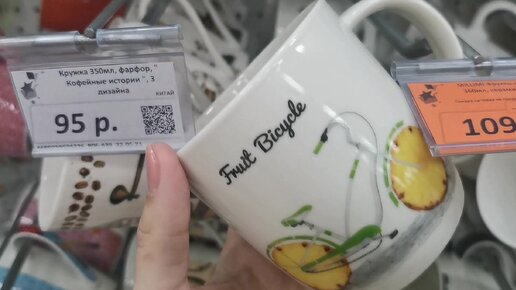 Кружка 350мл, фарфор, "
Кофейные истории ", 3
дизайна
КИТАЙ
95 р.
Fruit Bicycle
109